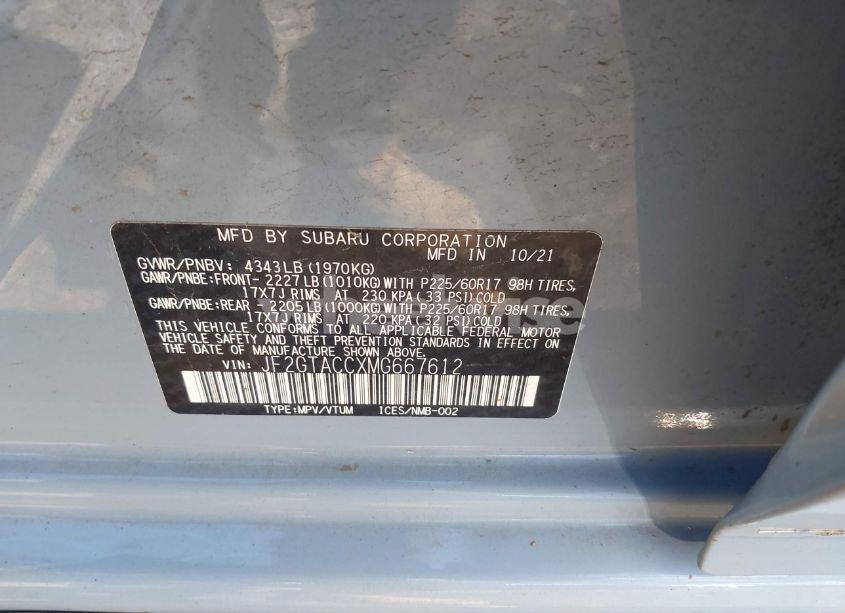 MFD BY SUBARU CORPORATION
MFD IN 10/21
GVWR/PNBV: 4343LB(1970KG)
GAWR/PNBE:FRONT- 2227LB(1010KG)WITH P225/60R17 98H TIRES,
17X7J RIMS AT 230 KPA(33 PSI)COLD
GAWR/PNBE:REAR - 2205LB(1000KG)WITH P225/60R17 98H TIRES,
17X7J RIMS AT 220 KPA(32 PSI)COLD
THIS VEHICLE CONFORMS TO ALL APPLICABLE FEDERAL MOTOR
VEHICLE SAFETY AND THEFT PREVENTION STANDARDS IN EFFECT
ON THE DATE OF MANUFACTURE SHOWN ABOVE.
VIN: JF2GTACCXMG667612
TYPE:MPV/VTUM ICES/NMB-002